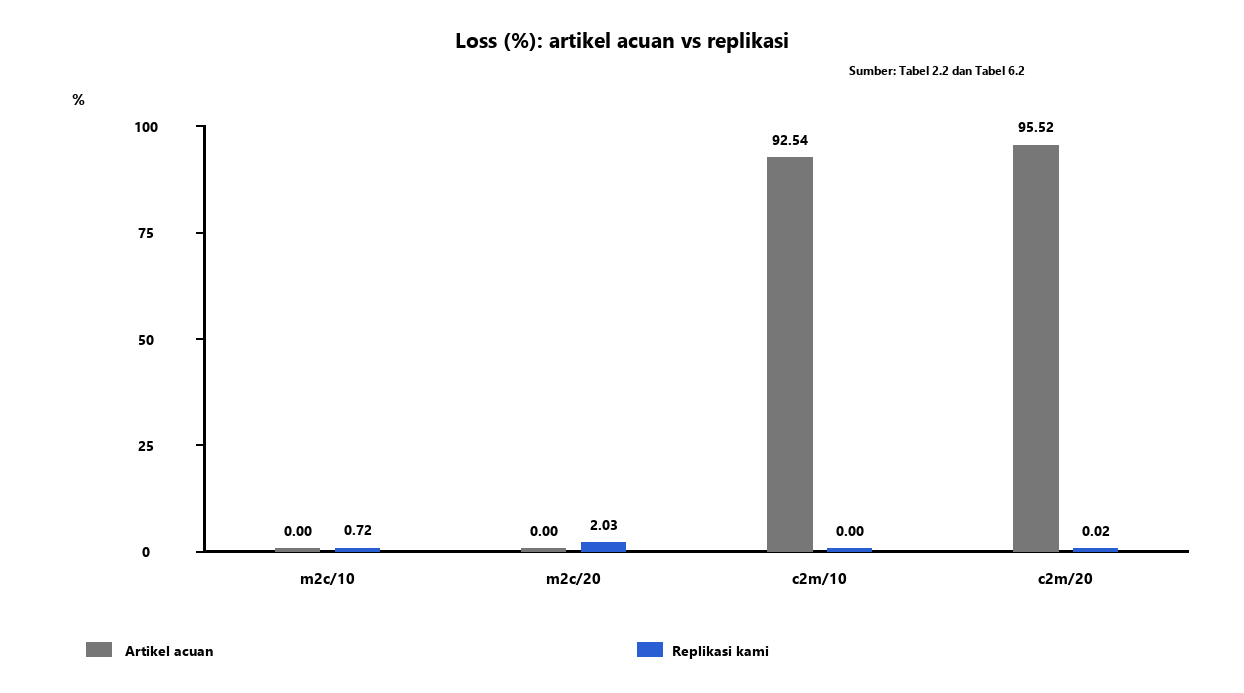 Loss (%): artikel acuan vs replikasi
Sumber: Tabel 2.2 dan Tabel 6.2
%
100
75
50
25
0
0.00
0.72
0.00
2.03
92.54
0.00
95.52
0.02
m2c/10
m2c/20
c2m/10
c2m/20
Artikel acuan
Replikasi kami